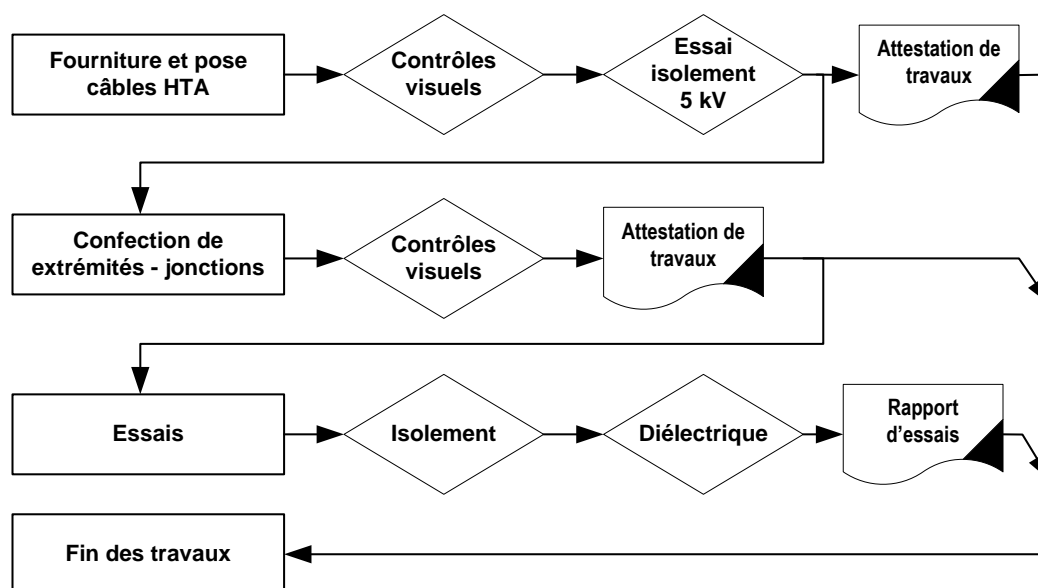 Fourniture et pose
câbles HTA
Contrôles
visuels
Essai
isolement
5 kV
Attestation de
travaux
Confection de
extrémités - jonctions
Contrôles
visuels
Attestation de
travaux
Essais
Isolement
Diélectrique
Rapport
d’essais
Fin des travaux